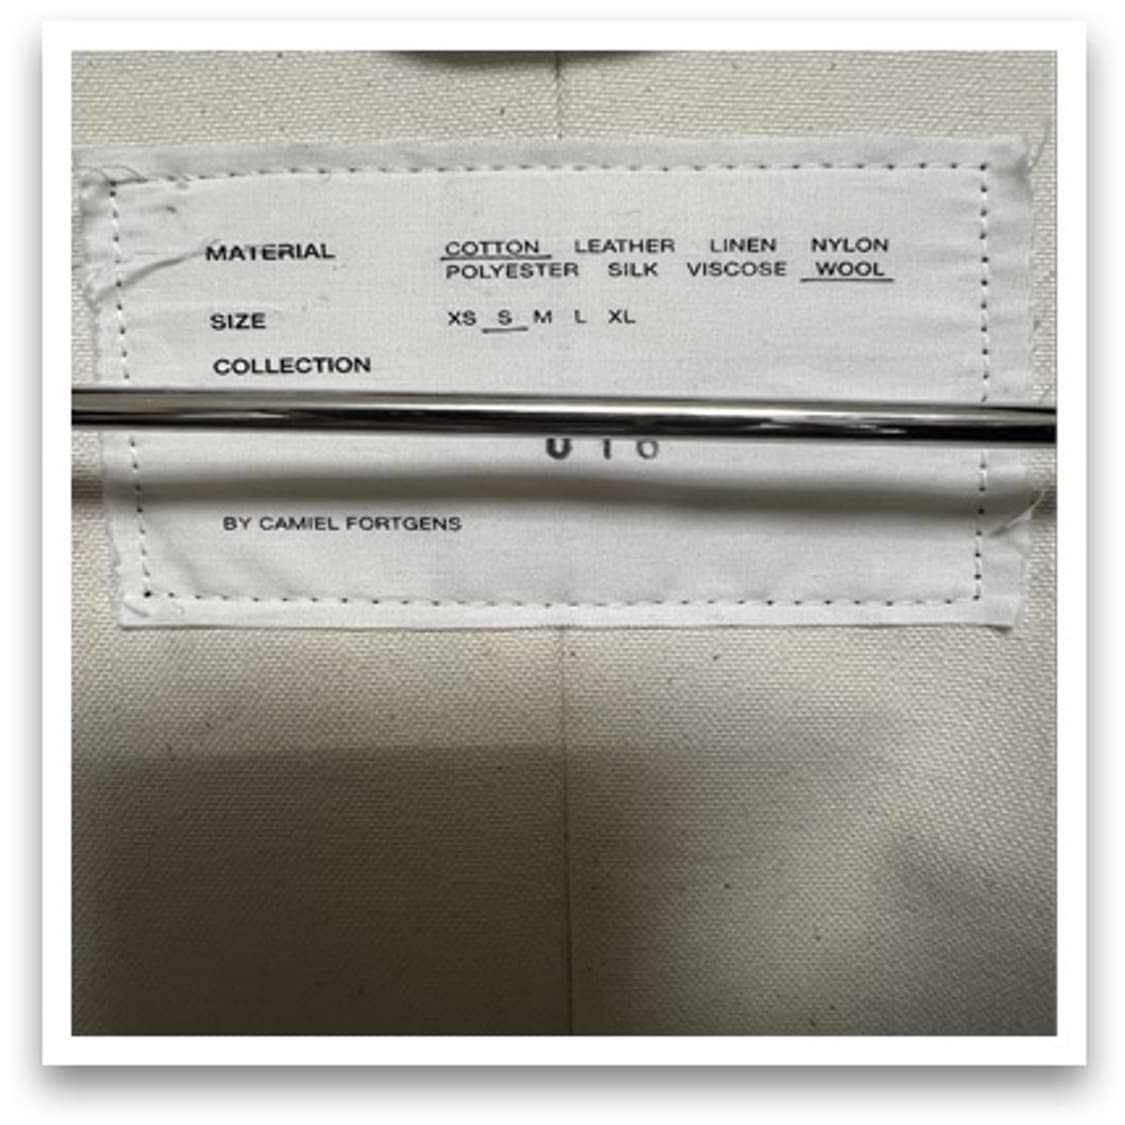 MATERIAL COTTON LEATHER LINEN NYLON
POLYESTER SILK VISCOSE WOOL
SIZE XS S M L XL
COLLECTION
BY CAMIEL FORTGENS